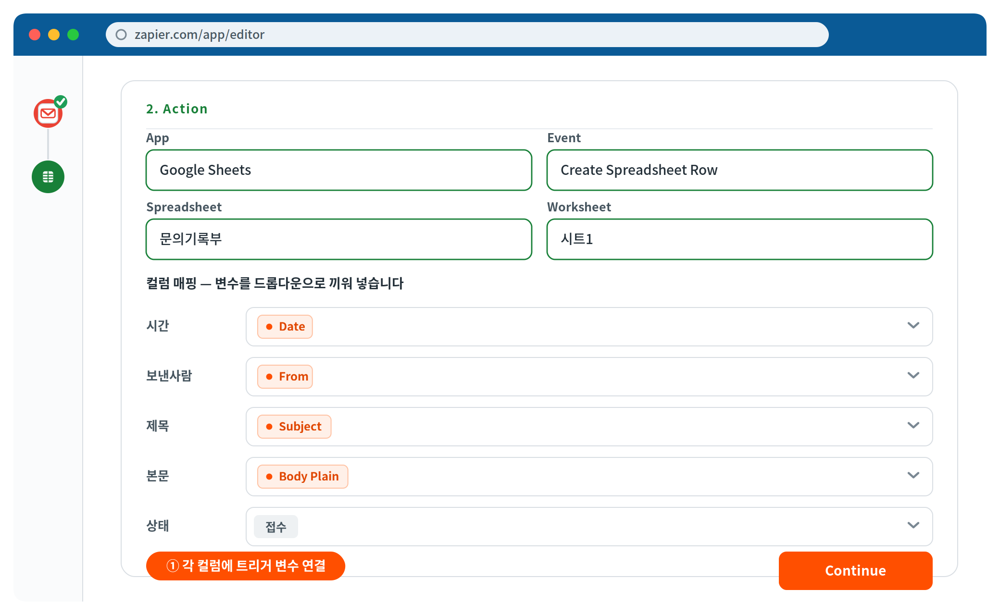 zapier.com/app/editor
2. Action
App
Event
Google Sheets
Create Spreadsheet Row
Spreadsheet
Worksheet
문의기록부
시트1
컬럼 매핑 — 변수를 드롭다운으로 끼워 넣습니다
시간
Date
보낸사람
From
제목
Subject
본문
Body Plain
상태
접수
① 각 컬럼에 트리거 변수 연결
Continue